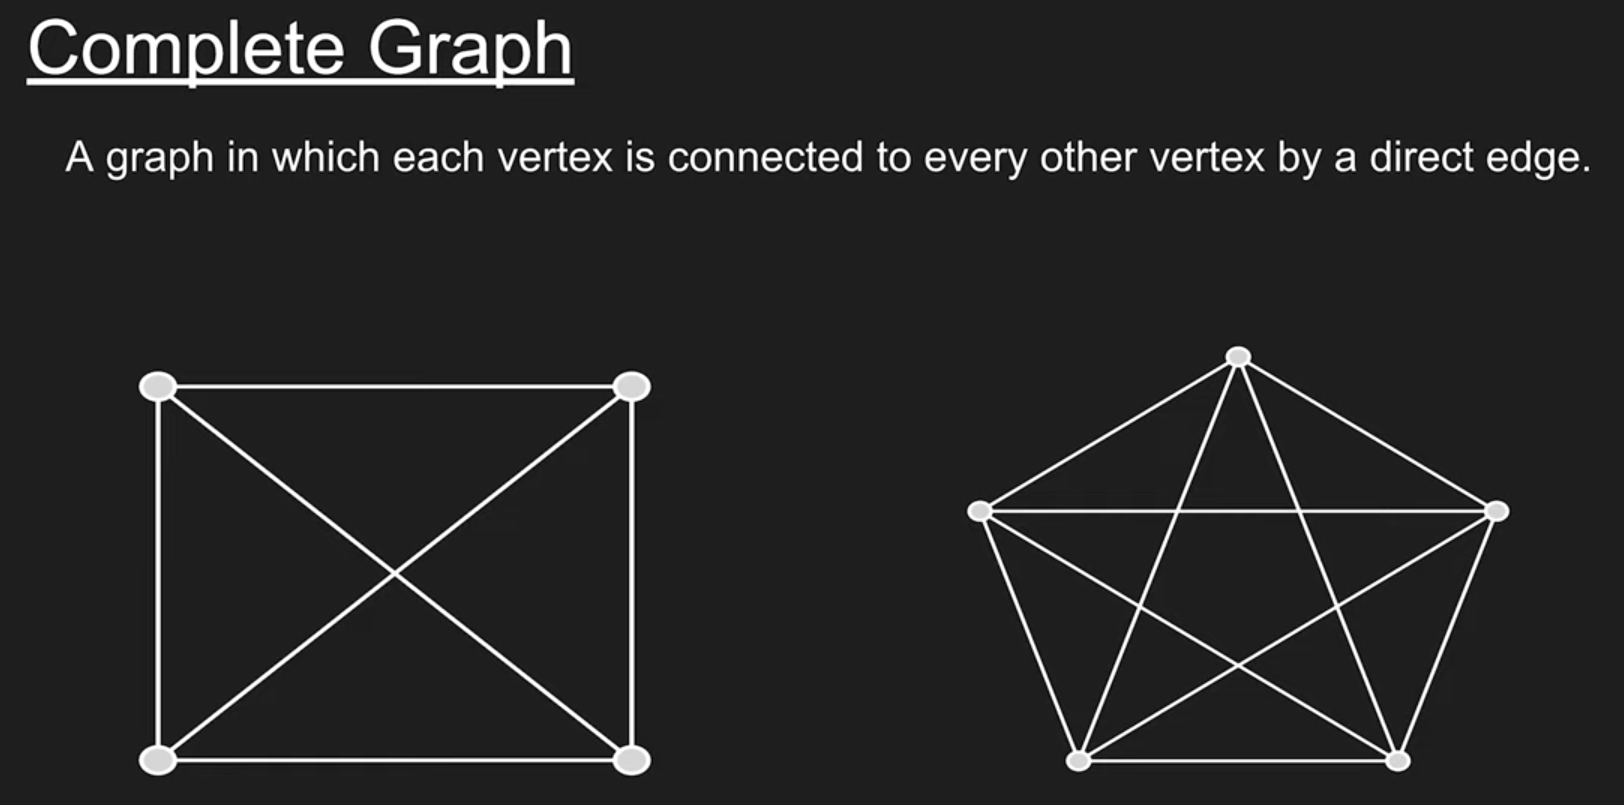 Complete Graph
A graph in which each vertex is connected to every other vertex by a direct edge.